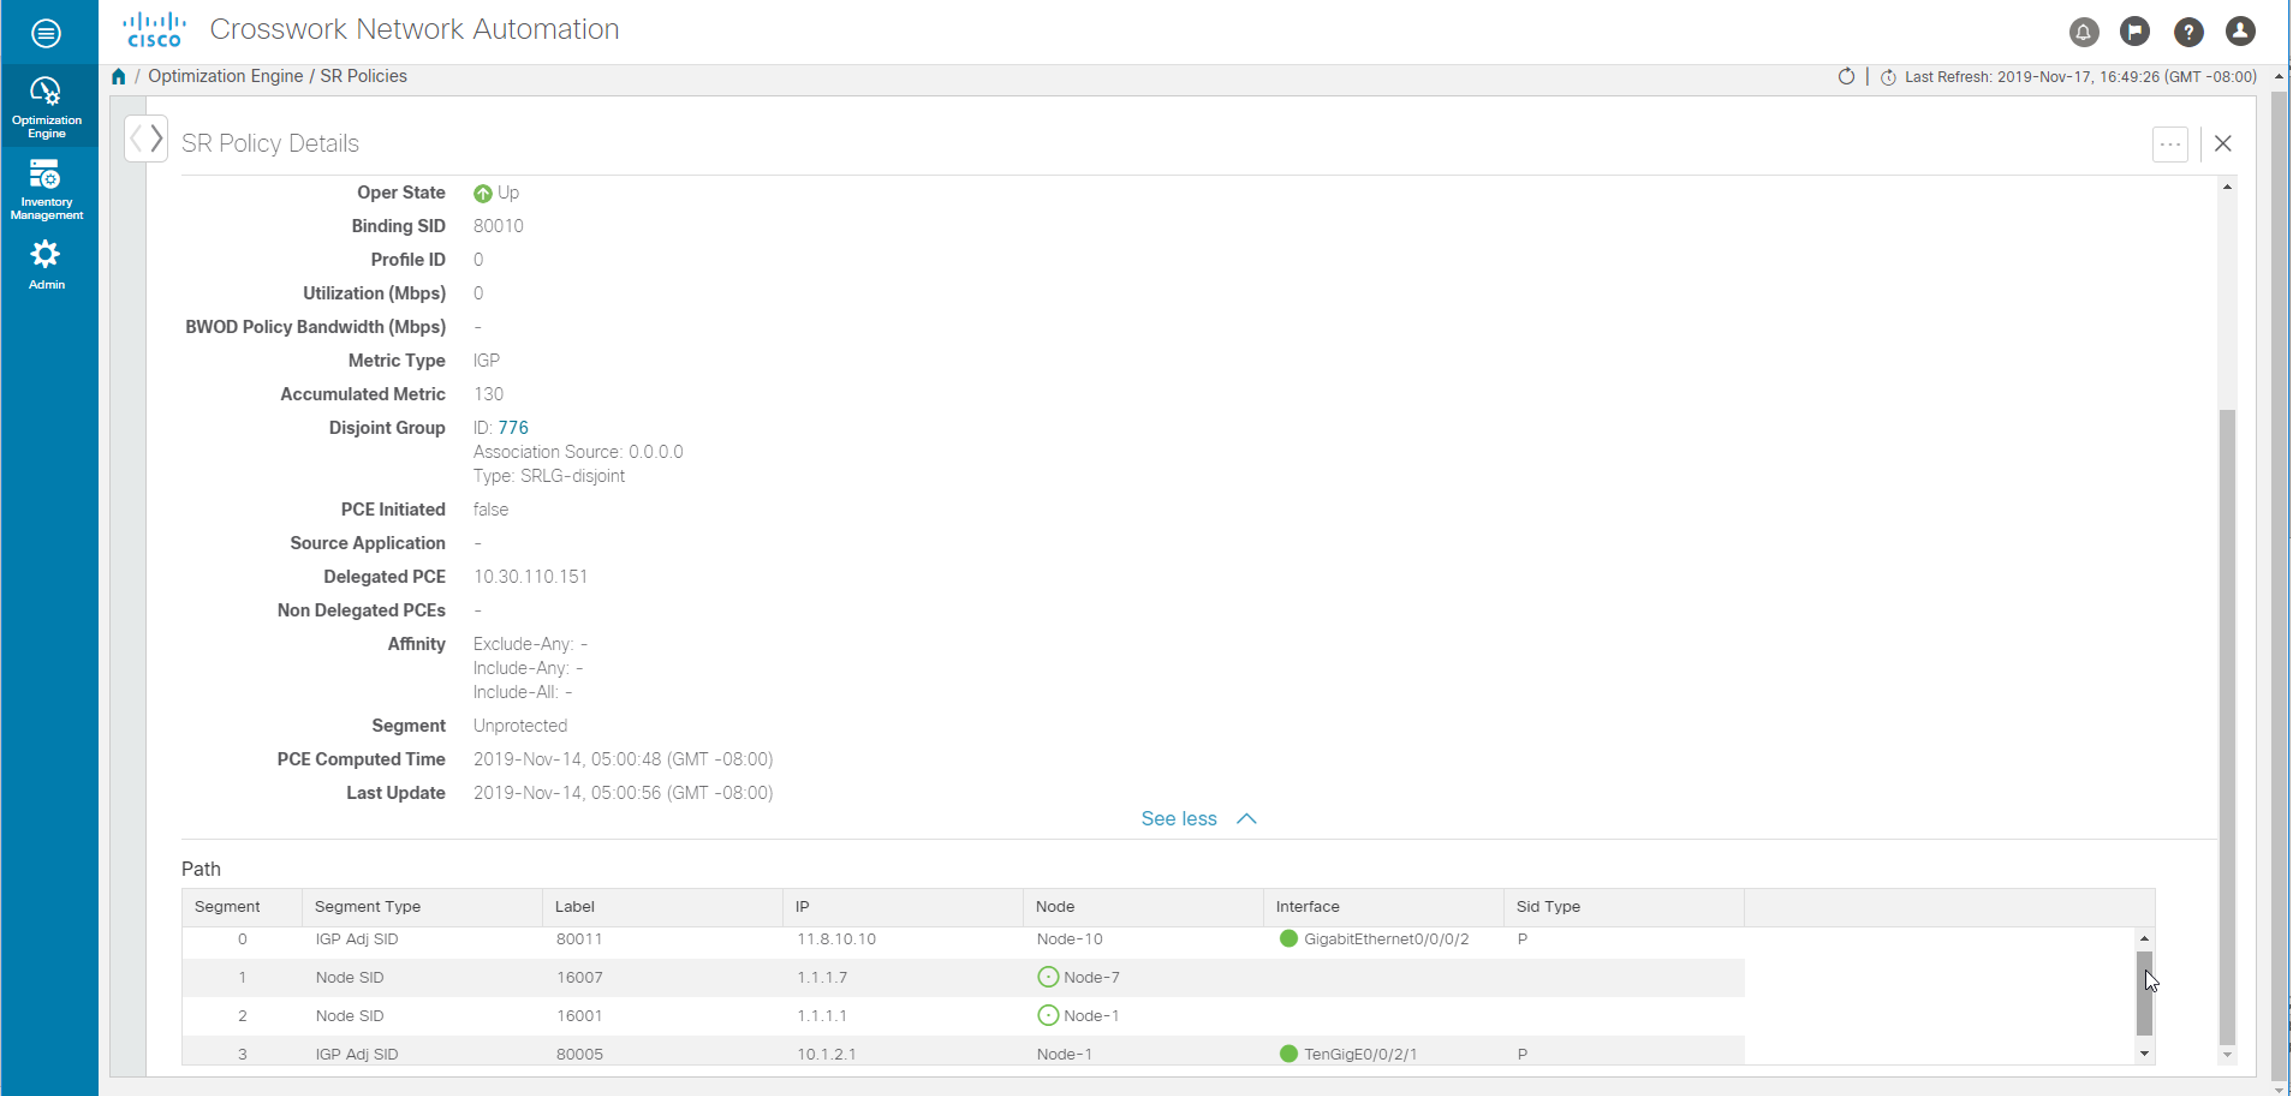 CISCO Crosswork Network Automation
/ Optimization Engine / SR Policies
Last Refresh: 2019-Nov-17, 16:49:26 (GMT -08:00)
Optimization
Engine
Inventory
Management
Admin
SR Policy Details
Oper State Up
Binding SID 80010
Profile ID 0
Utilization (Mbps) 0
BWOD Policy Bandwidth (Mbps) -
Metric Type IGP
Accumulated Metric 130
Disjoint Group ID: 776
Association Source: 0.0.0.0
Type: SRLG-disjoint
PCE Initiated false
Source Application -
Delegated PCE 10.30.110.151
Non Delegated PCEs -
Affinity Exclude-Any: -
Include-Any: -
Include-All: -
Segment Unprotected
PCE Computed Time 2019-Nov-14, 05:00:48 (GMT -08:00)
Last Update 2019-Nov-14, 05:00:56 (GMT -08:00)
See less
Path
Segment Segment Type Label IP Node Interface Sid Type
0 IGP Adj SID 80011 11.8.10.10 Node-10 GigabitEthernet0/0/0/2 P
1 Node SID 16007 1.1.1.7 Node-7
2 Node SID 16001 1.1.1.1 Node-1
3 IGP Adj SID 80005 10.1.2.1 Node-1 TenGigE0/0/2/1 P